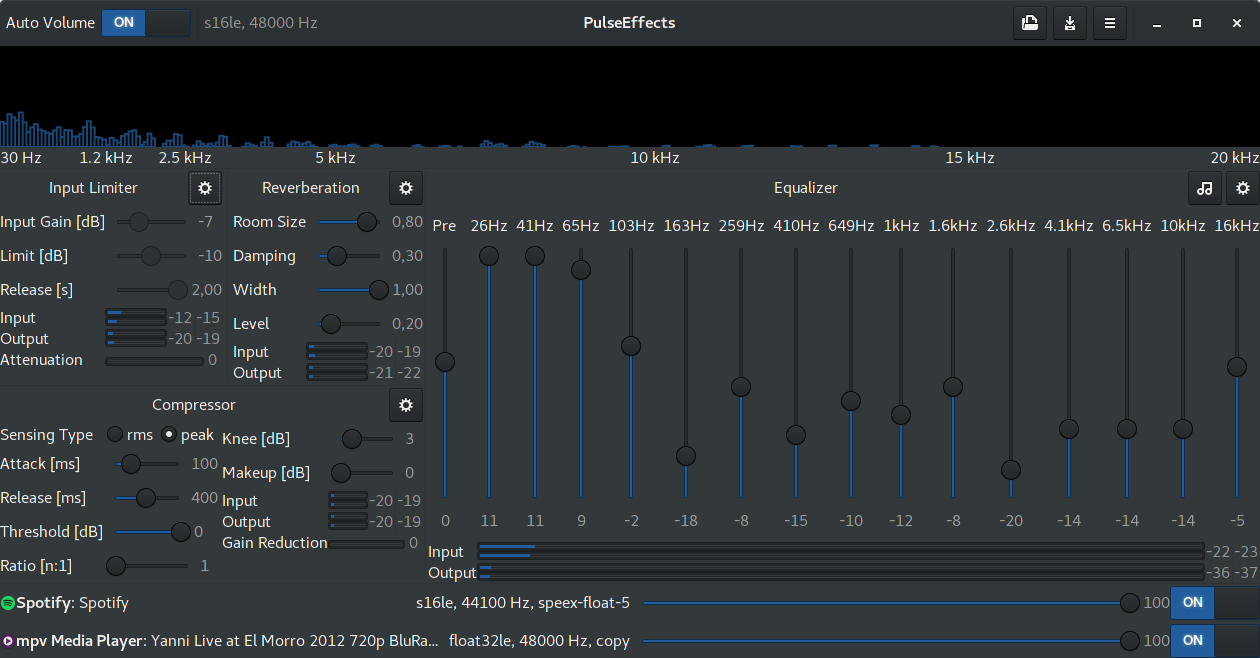 Auto Volume ON s16le, 48000 Hz PulseEffects
30 Hz 1.2 kHz 2.5 kHz 5 kHz 10 kHz 15 kHz 20 kHz
Input Limiter
Input Gain [dB] -7
Limit [dB] -10
Release [s] 2,00
Input -12 -15
Output -20 -19
Attenuation 0
Reverberation
Room Size 0,80
Damping 0,30
Width 1,00
Level 0,20
Input -20 -19
Output -21 -22
Compressor
Sensing Type rms peak
Attack [ms] 100
Release [ms] 400
Threshold [dB] 0
Ratio [n:1] 1
Knee [dB] 3
Makeup [dB] 0
Input -20 -19
Output -20 -19
Gain Reduction 0
Equalizer
Pre 26Hz 41Hz 65Hz 103Hz 163Hz 259Hz 410Hz 649Hz 1kHz 1.6kHz 2.6kHz 4.1kHz 6.5kHz 10kHz 16kHz
0 11 11 9 -2 -18 -8 -15 -10 -12 -8 -20 -14 -14 -14 -5
Input -22 -23
Output -36 -37
Spotify: Spotify s16le, 44100 Hz, speex-float-5 100 ON
mpv Media Player: Yanni Live at El Morro 2012 720p BluRa... float32le, 48000 Hz, copy 100 ON